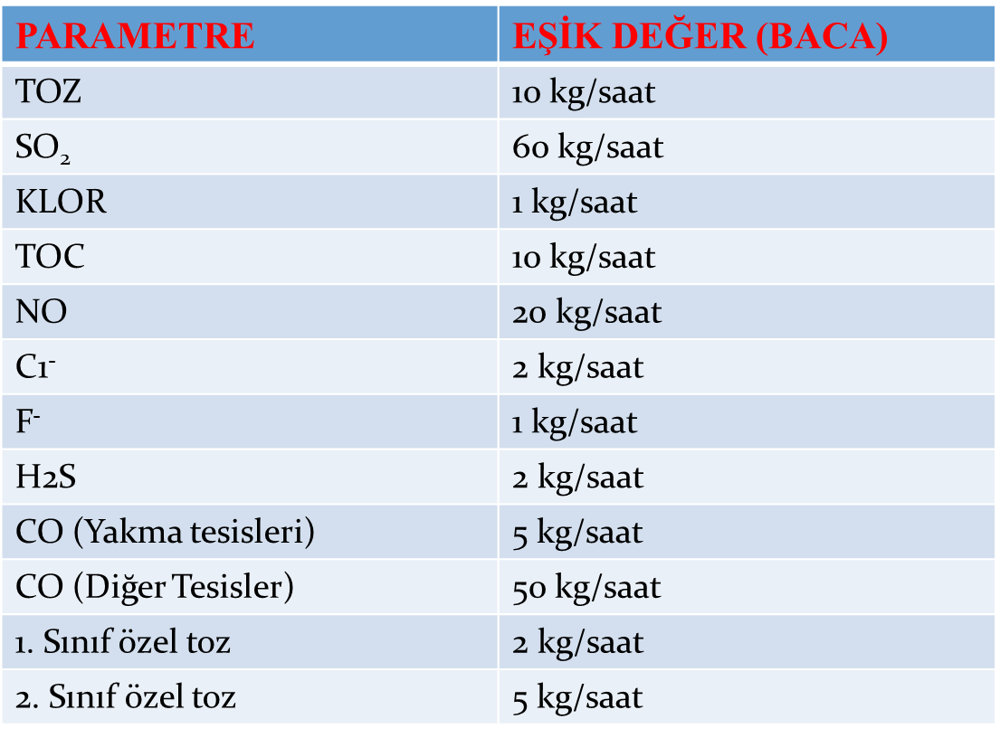 PARAMETRE EŞİK DEĞER (BACA)
TOZ 10 kg/saat
SO₂ 60 kg/saat
KLOR 1 kg/saat
TOC 10 kg/saat
NO 20 kg/saat
C1⁻ 2 kg/saat
F⁻ 1 kg/saat
H2S 2 kg/saat
CO (Yakma tesisleri) 5 kg/saat
CO (Diğer Tesisler) 50 kg/saat
1. Sınıf özel toz 2 kg/saat
2. Sınıf özel toz 5 kg/saat